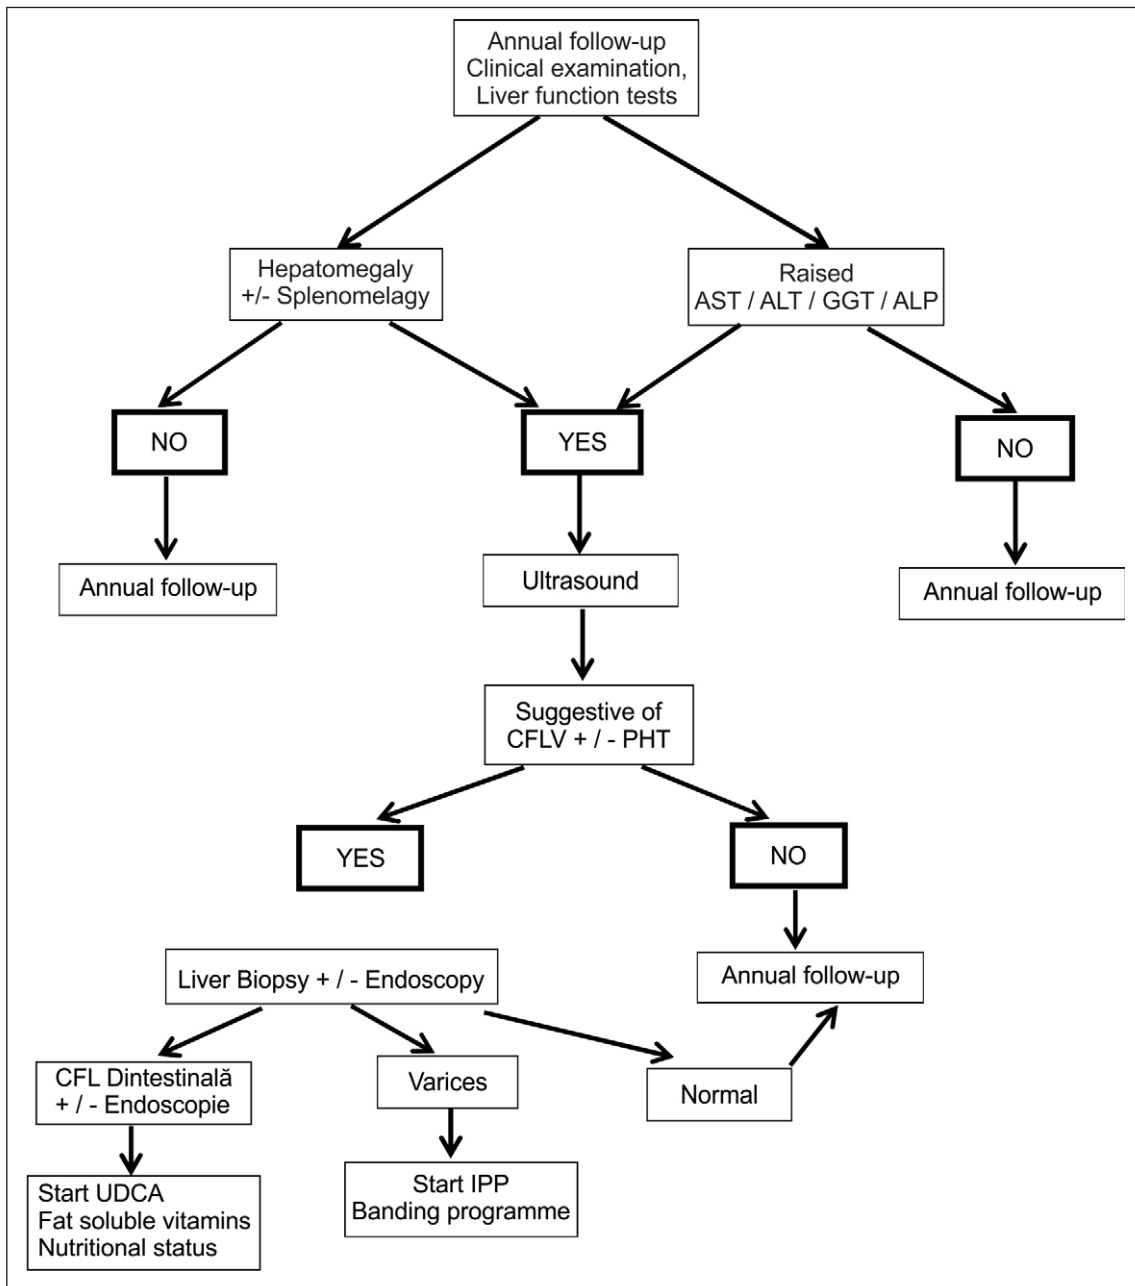 Annual follow-up
Clinical examination,
Liver function tests
Hepatomegaly
+/- Splenomelagy
Raised
AST / ALT / GGT / ALP
NO
YES
NO
Annual follow-up
Ultrasound
Annual follow-up
Suggestive of
CFLV + / - PHT
YES
NO
Liver Biopsy + / - Endoscopy
Annual follow-up
CFL Dintestinală
+ / - Endoscopie
Varices
Normal
Start UDCA
Fat soluble vitamins
Nutritional status
Start IPP
Banding programme